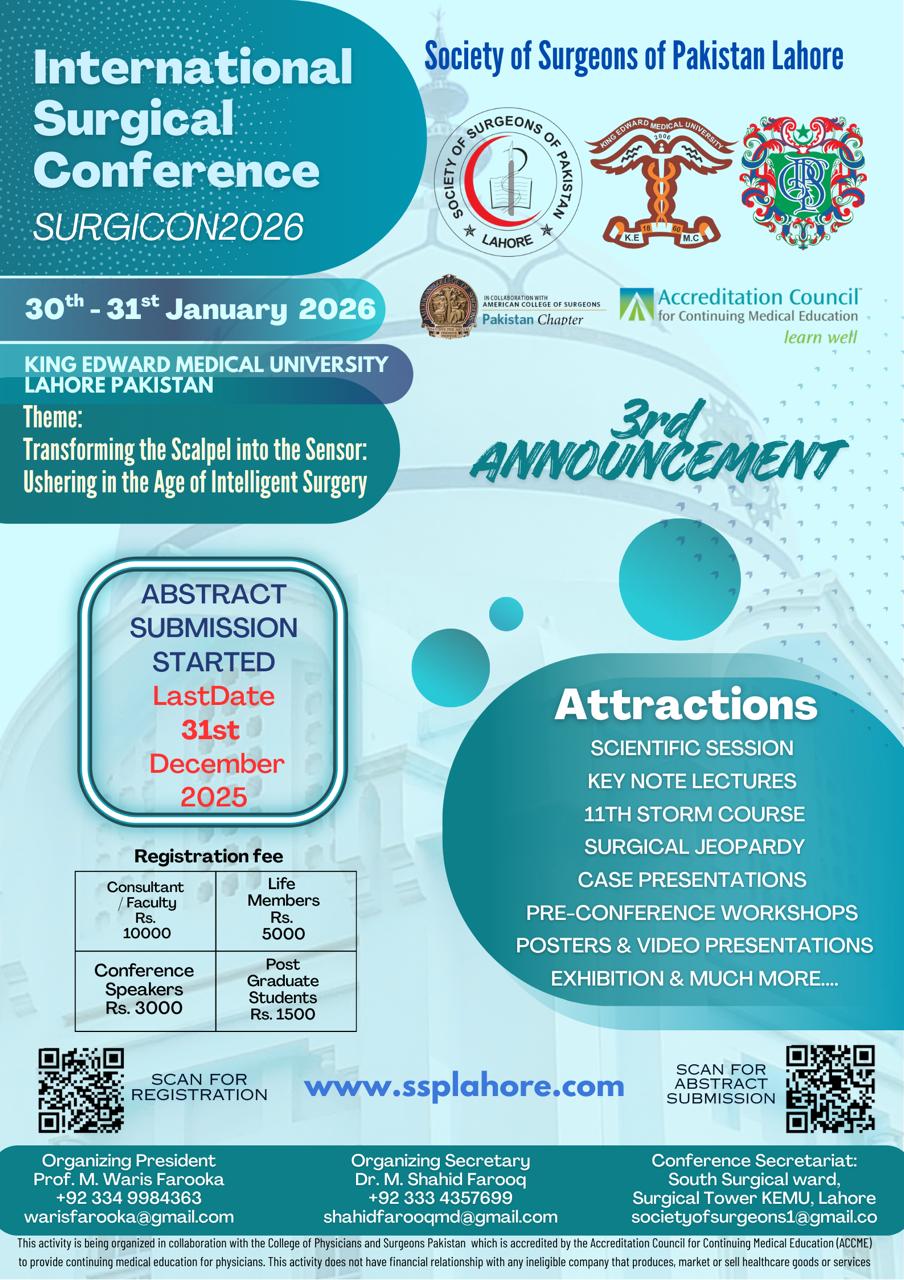 International
Surgical
Conference
SURGICON2026
Society of Surgeons of Pakistan Lahore
SOCIETY OF SURGEONS OF PAKISTAN
LAHORE
KING EDWARD MEDICAL UNIVERSITY
2006
K.E 18 60 M.C
30th - 31st January 2026
IN COLLABORATION WITH
AMERICAN COLLEGE OF SURGEONS
Pakistan Chapter
Accreditation Council
for Continuing Medical Education
learn well
KING EDWARD MEDICAL UNIVERSITY
LAHORE PAKISTAN
Theme:
Transforming the Scalpel into the Sensor:
Ushering in the Age of Intelligent Surgery
3rd
ANNOUNCEMENT
ABSTRACT
SUBMISSION
STARTED
LastDate
31st
December
2025
Attractions
SCIENTIFIC SESSION
KEY NOTE LECTURES
11TH STORM COURSE
SURGICAL JEOPARDY
CASE PRESENTATIONS
PRE-CONFERENCE WORKSHOPS
POSTERS & VIDEO PRESENTATIONS
EXHIBITION & MUCH MORE....
Registration fee
Consultant
/ Faculty
Rs.
10000
Life
Members
Rs.
5000
Conference
Speakers
Rs. 3000
Post
Graduate
Students
Rs. 1500
SCAN FOR
REGISTRATION
www.ssplahore.com
SCAN FOR
ABSTRACT
SUBMISSION
Organizing President
Prof. M. Waris Farooka
+92 334 9984363
warisfarooka@gmail.com
Organizing Secretary
Dr. M. Shahid Farooq
+92 333 4357699
shahidfarooqmd@gmail.com
Conference Secretariat:
South Surgical ward,
Surgical Tower KEMU, Lahore
societyofsurgeons1@gmail.co
This activity is being organized in collaboration with the College of Physicians and Surgeons Pakistan which is accredited by the Accreditation Council for Continuing Medical Education (ACCME)
to provide continuing medical education for physicians. This activity does not have financial relationship with any ineligible company that produces, market or sell healthcare goods or services